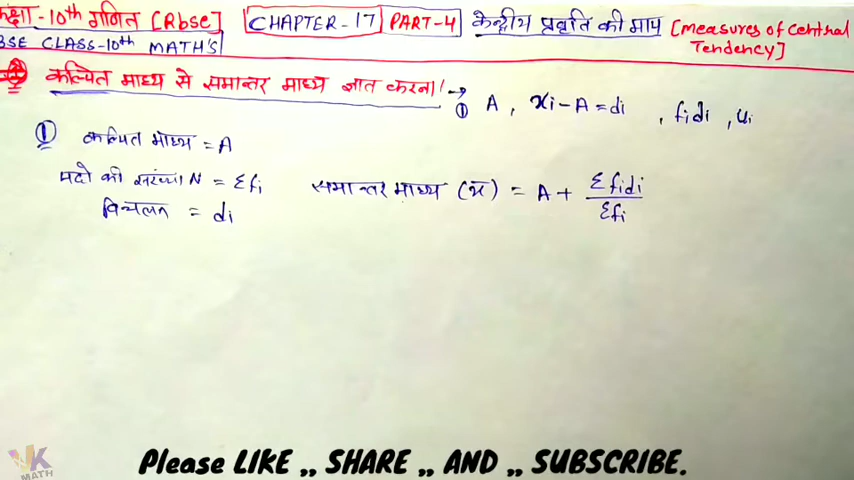 कक्षा-10th गणित [Rbse] CHAPTER-17 PART-4 केन्द्रीय प्रवृति की माप [Measures of Central Tendency]
BSE CLASS-10th MATH'S
कल्पित माध्य से समान्तर माध्य ज्ञात करना। → ① A, xi-A=di, fidi, ui
① कल्पित माध्य = A
पदो की संख्या N = Σfi
विचलन = di
समान्तर माध्य (x̄) = A + Σfidi / Σfi
VK MATH
Please LIKE ,, SHARE ,, AND ,, SUBSCRIBE.